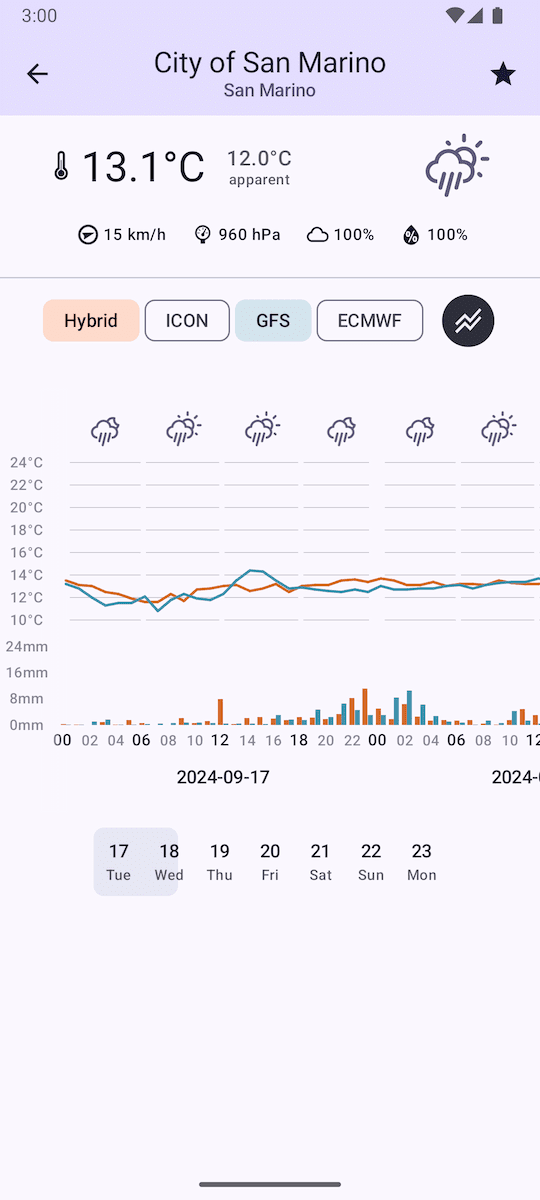 3:00
City of San Marino
San Marino
13.1°C
12.0°C
apparent
15 km/h 960 hPa 100% % 100%
Hybrid ICON GFS ECMWF
24°C
22°C
20°C
18°C
16°C
14°C
12°C
10°C
24mm
16mm
8mm
0mm
00 02 04 06 08 10 12 14 16 18 20 22 00 02 04 06 08 10 12
2024-09-17 2024-0
17 18 19 20 21 22 23
Tue Wed Thu Fri Sat Sun Mon